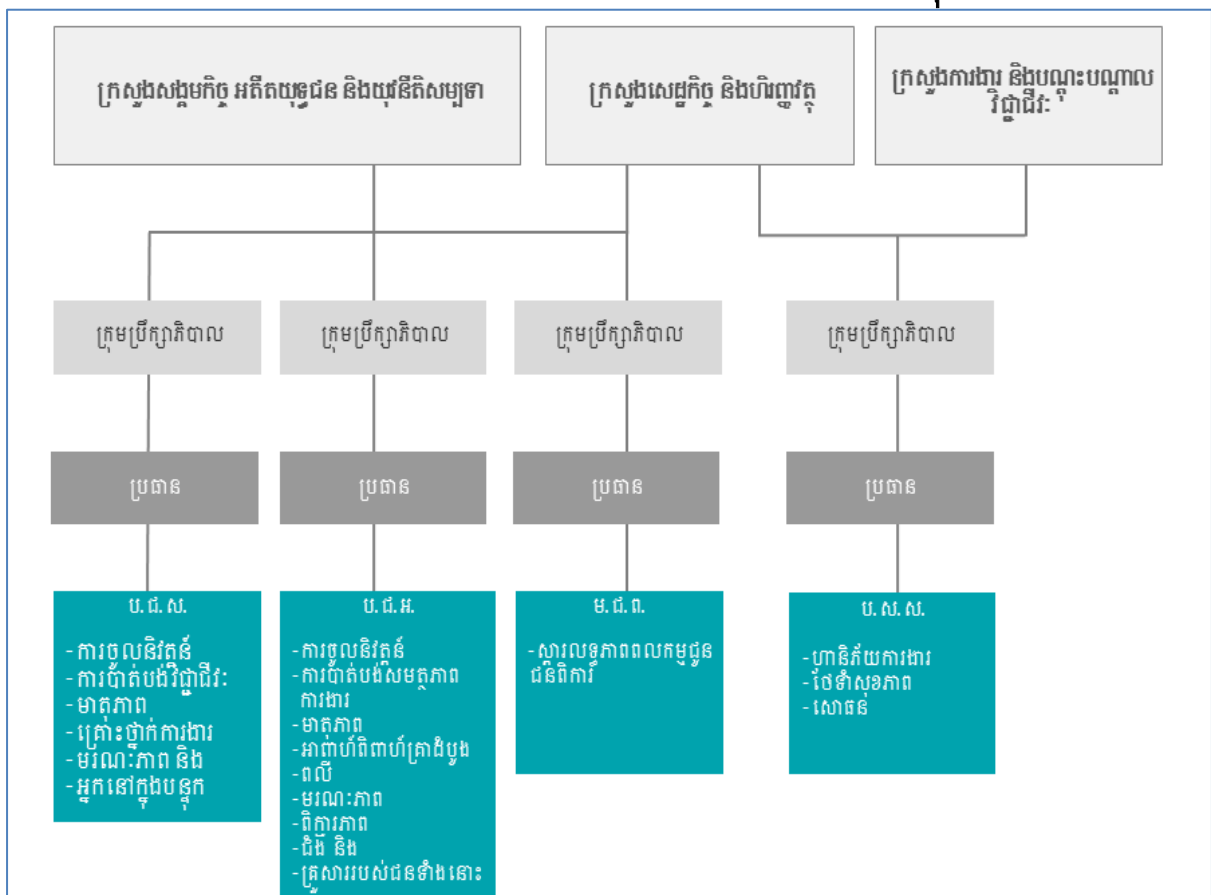 ក្រសួងសង្គមកិច្ច អតីតយុទ្ធជន និងយុវនីតិសម្បទា
ក្រសួងសេដ្ឋកិច្ច និងហិរញ្ញវត្ថុ
ក្រសួងការងារ និងបណ្តុះបណ្តាល
វិជ្ជាជីវៈ
ក្រុមប្រឹក្សាភិបាល
ក្រុមប្រឹក្សាភិបាល
ក្រុមប្រឹក្សាភិបាល
ក្រុមប្រឹក្សាភិបាល
ប្រធាន
ប្រធាន
ប្រធាន
ប្រធាន
ប.ជ.ស.
-ការចូលនិវត្តន៍
-ការបាត់បង់វិជ្ជាជីវៈ
-មាតុភាព
-គ្រោះថ្នាក់ការងារ
-មរណៈភាព និង
-អ្នកនៅក្នុងបន្ទុក
ប.ជ.អ.
-ការចូលនិវត្តន៍
-ការបាត់បង់សមត្ថភាព
ការងារ
-មាតុភាព
-អាពាហ៍ពិពាហ៍គ្រាដំបូង
-ពលី
-មរណៈភាព
-ពិការភាព
-ជំងឺ និង
-គ្រួសាររបស់ជនទាំងនោះ
ម.ជ.ព.
-ស្តារលទ្ធភាពពលកម្មជូន
ជនពិការ
ប.ស.ស.
-ហានិភ័យការងារ
-ថែទាំសុខភាព
-សោធន